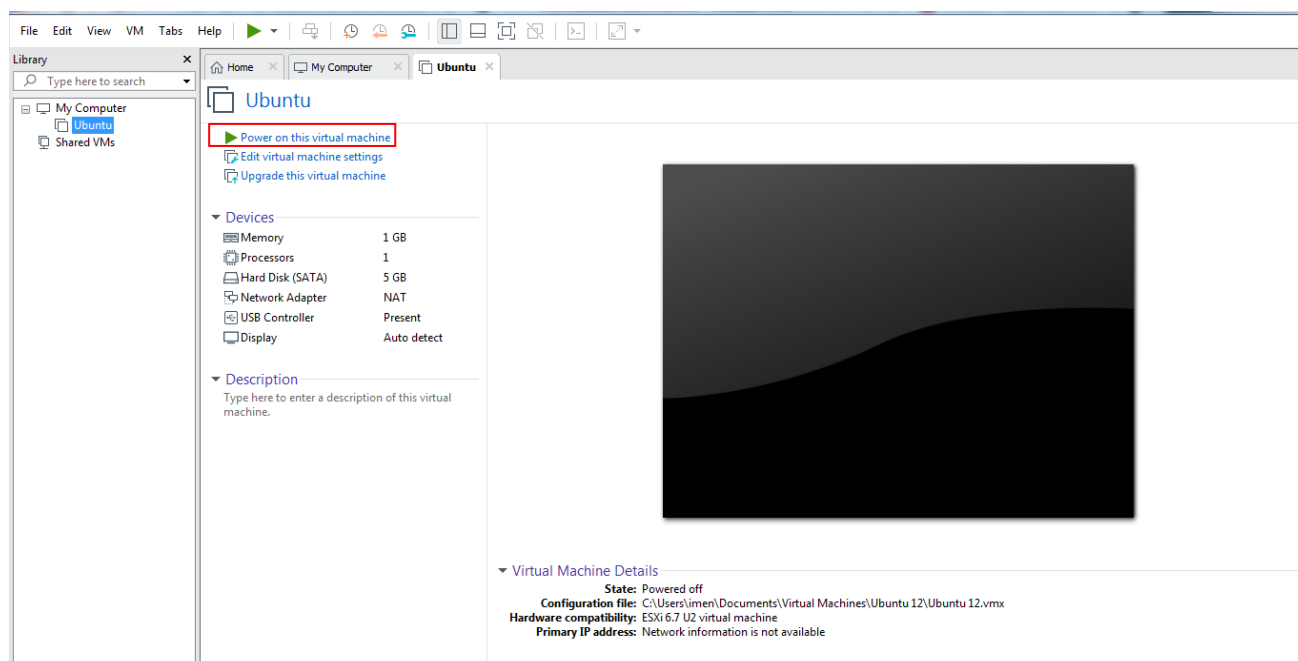 File Edit View VM Tabs Help
Library
Type here to search
My Computer
Ubuntu
Shared VMs
Home My Computer Ubuntu
Ubuntu
Power on this virtual machine
Edit virtual machine settings
Upgrade this virtual machine
Devices
Memory 1 GB
Processors 1
Hard Disk (SATA) 5 GB
Network Adapter NAT
USB Controller Present
Display Auto detect
Description
Type here to enter a description of this virtual
machine.
Virtual Machine Details
State: Powered off
Configuration file: C:\Users\imen\Documents\Virtual Machines\Ubuntu 12\Ubuntu 12.vmx
Hardware compatibility: ESXi 6.7 U2 virtual machine
Primary IP address: Network information is not available